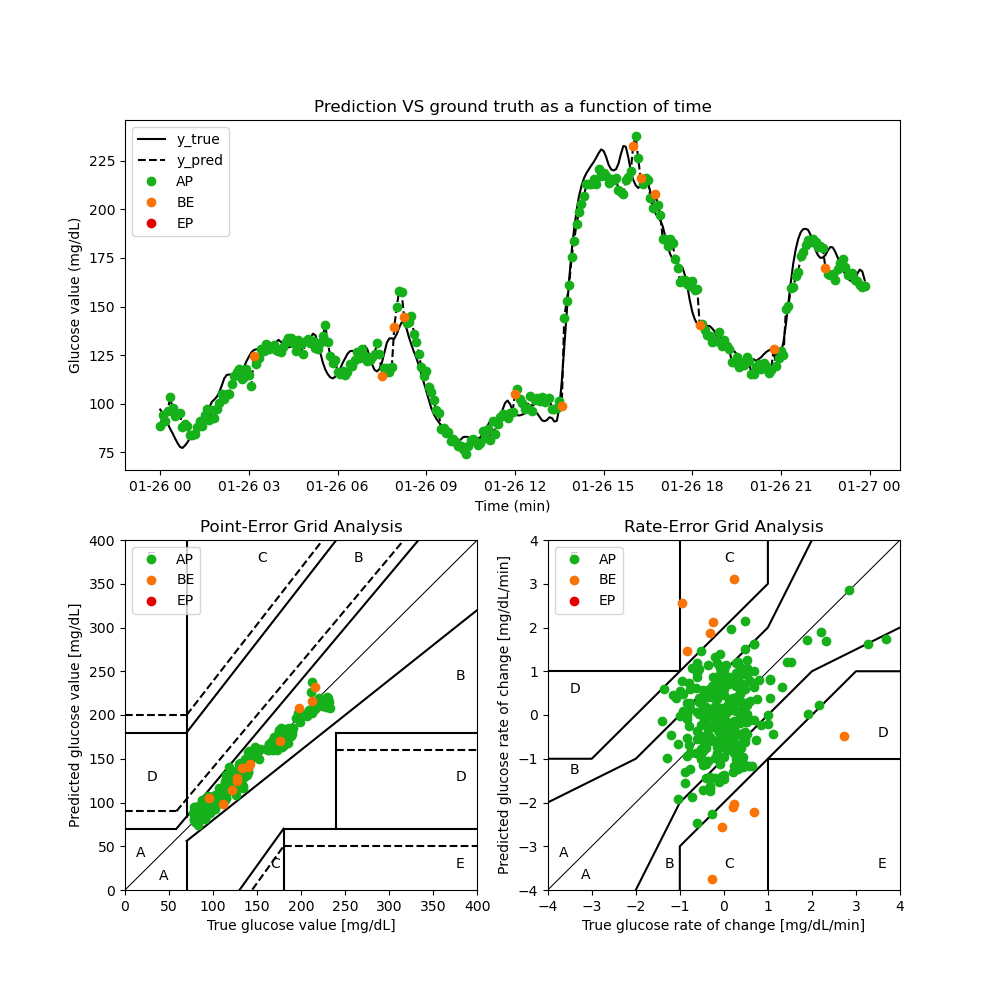 Prediction VS ground truth as a function of time
Glucose value (mg/dL)
225
200
175
150
125
100
75
y_true
y_pred
AP
BE
EP
01-26 00
01-26 03
01-26 06
01-26 09
01-26 12
01-26 15
01-26 18
01-26 21
01-27 00
Time (min)
Point-Error Grid Analysis
Predicted glucose value [mg/dL]
400
350
300
250
200
150
100
50
0
AP
BE
EP
C
B
B
D
D
A
A
C
E
0
50
100
150
200
250
300
350
400
True glucose value [mg/dL]
Rate-Error Grid Analysis
Predicted glucose rate of change [mg/dL/min]
4
3
2
1
0
−1
−2
−3
−4
AP
BE
EP
C
D
D
B
A
A
B
C
E
−4
−3
−2
−1
0
1
2
3
4
True glucose rate of change [mg/dL/min]